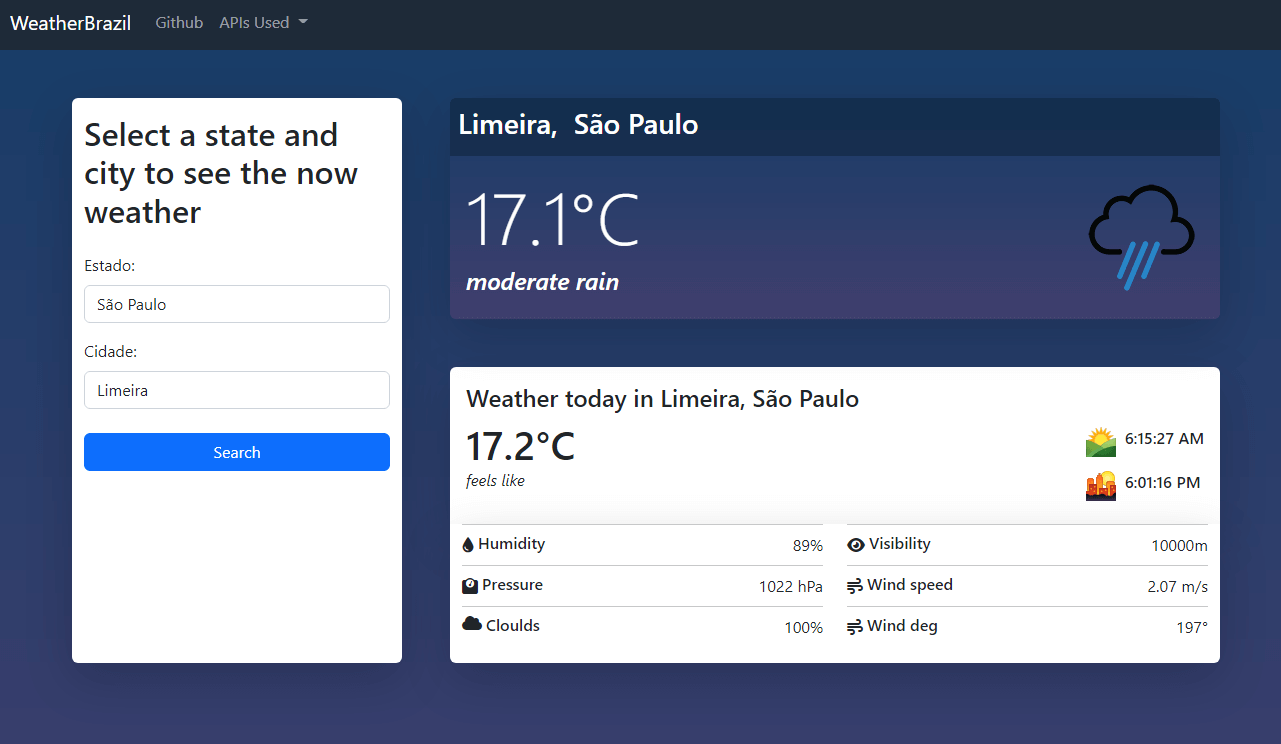 WeatherBrazil Github APIs Used
Select a state and
city to see the now
weather
Estado:
São Paulo
Cidade:
Limeira
Search
Limeira, São Paulo
17.1°C
moderate rain
Weather today in Limeira, São Paulo
17.2°C
feels like
6:15:27 AM
6:01:16 PM
Humidity 89%
Pressure 1022 hPa
Cloulds 100%
Visibility 10000m
Wind speed 2.07 m/s
Wind deg 197°